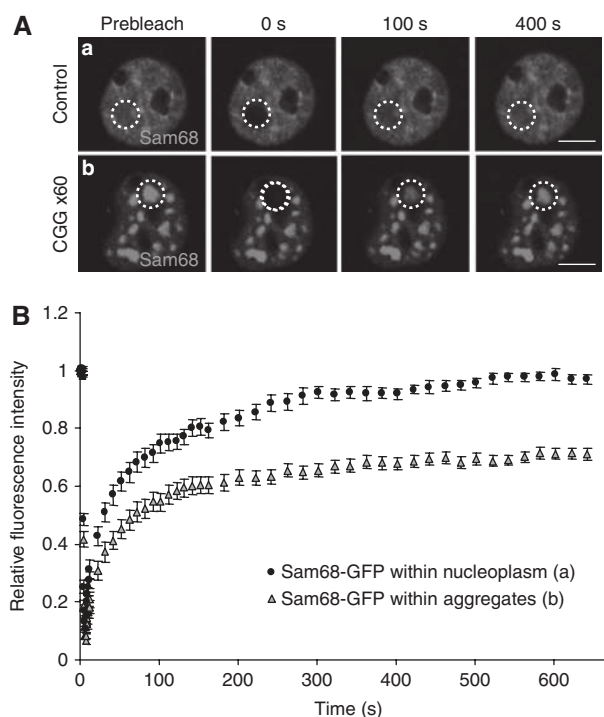 A
Prebleach 0 s 100 s 400 s
Control
a
Sam68
CGG x60
b
Sam68
B
Relative fluorescence intensity
1.2
1
0.8
0.6
0.4
0.2
0
Sam68-GFP within nucleoplasm (a)
Sam68-GFP within aggregates (b)
0 100 200 300 400 500 600
Time (s)